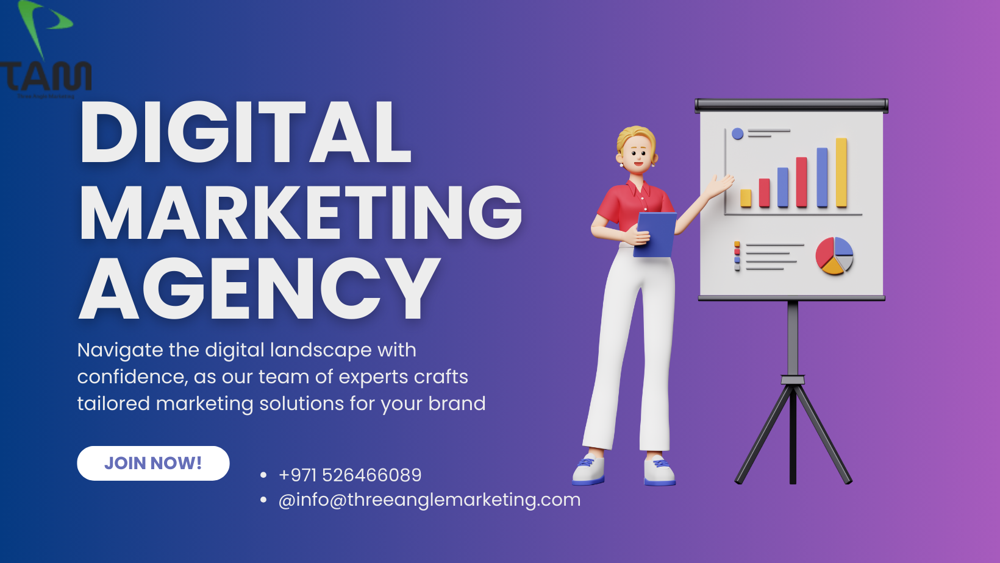 TAM
Three Angle Marketing
DIGITAL
MARKETING
AGENCY
Navigate the digital landscape with
confidence, as our team of experts crafts
tailored marketing solutions for your brand
JOIN NOW!
• +971 526466089
• @info@threeanglemarketing.com